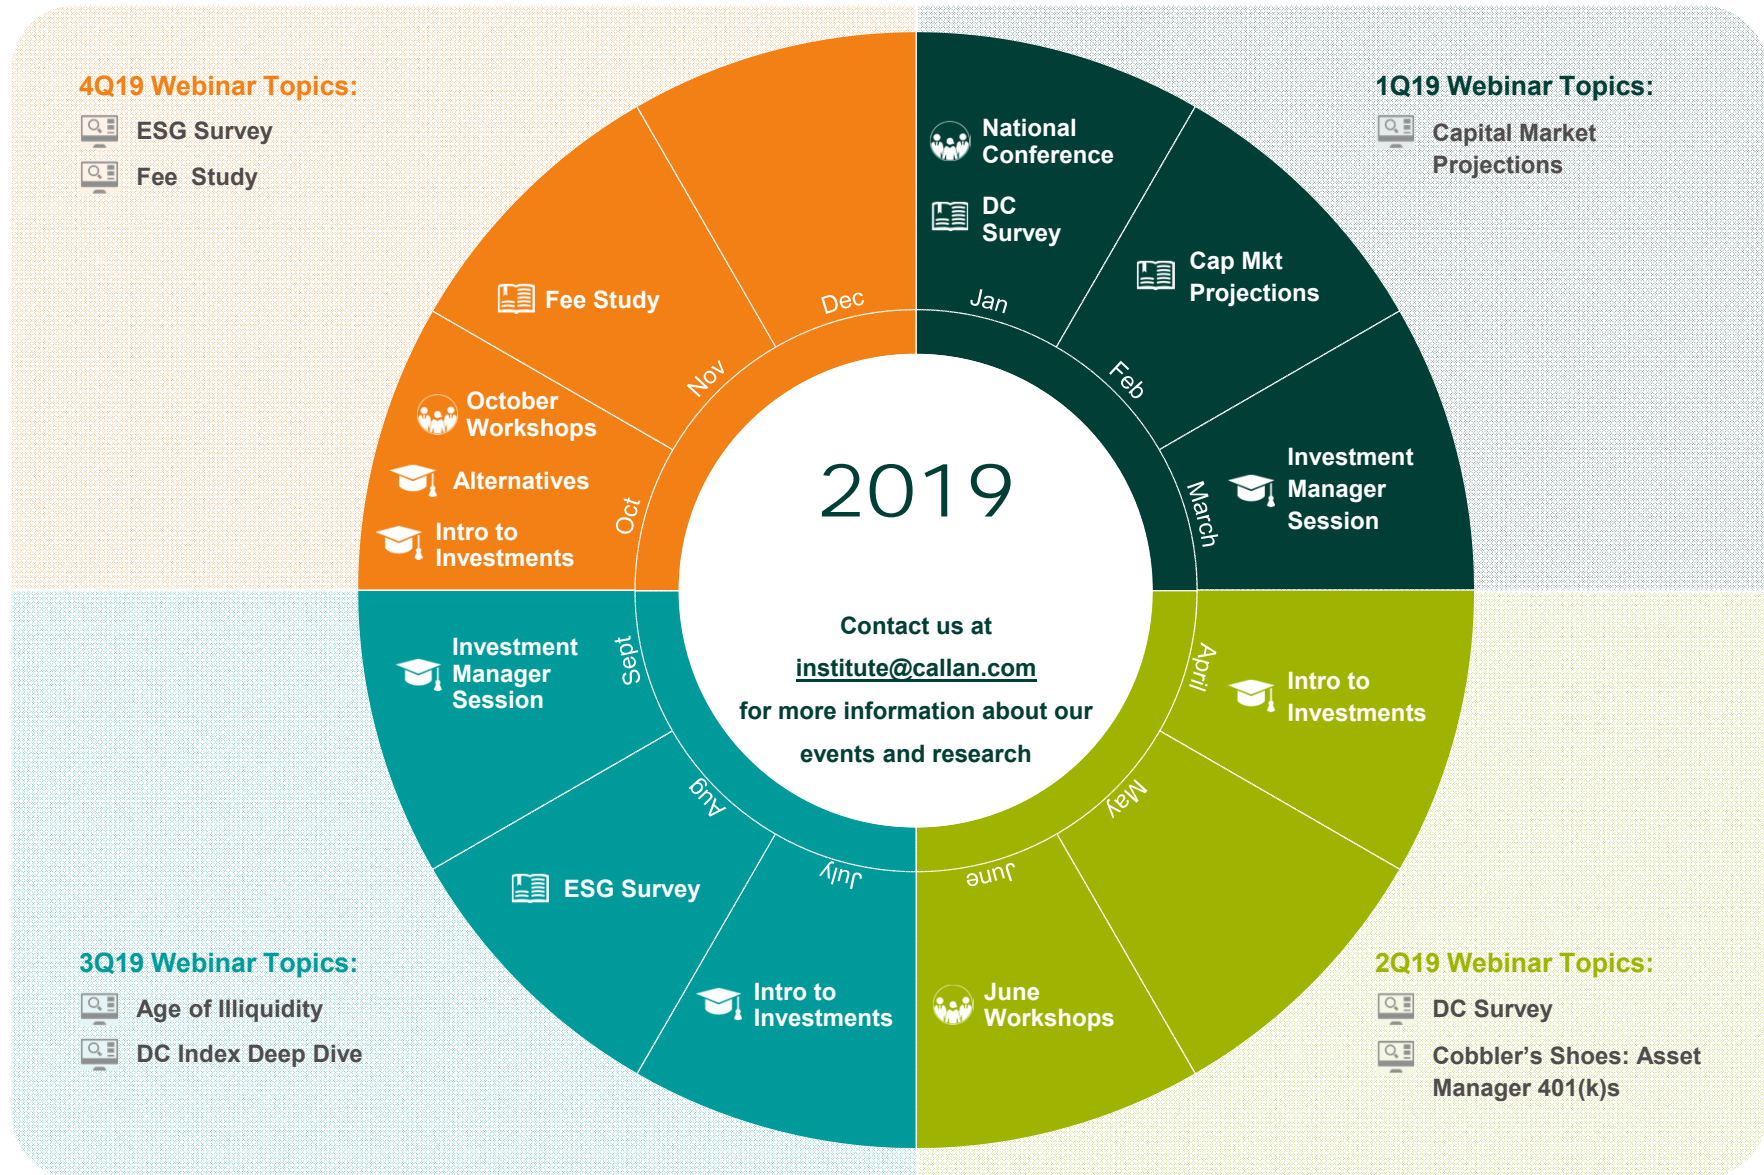 4Q19 Webinar Topics:
ESG Survey
Fee Study
1Q19 Webinar Topics:
Capital Market
Projections
National
Conference
DC
Survey
Jan
Cap Mkt
Projections
Feb
Investment
Manager
Session
March
Intro to
Investments
April
May
June
Workshops
June
Intro to
Investments
July
ESG Survey
Aug
Investment
Manager
Session
Sept
October
Workshops
Alternatives
Intro to
Investments
Oct
Fee Study
Nov
Dec
2019
Contact us at
institute@callan.com
for more information about our
events and research
3Q19 Webinar Topics:
Age of Illiquidity
DC Index Deep Dive
2Q19 Webinar Topics:
DC Survey
Cobbler’s Shoes: Asset
Manager 401(k)s